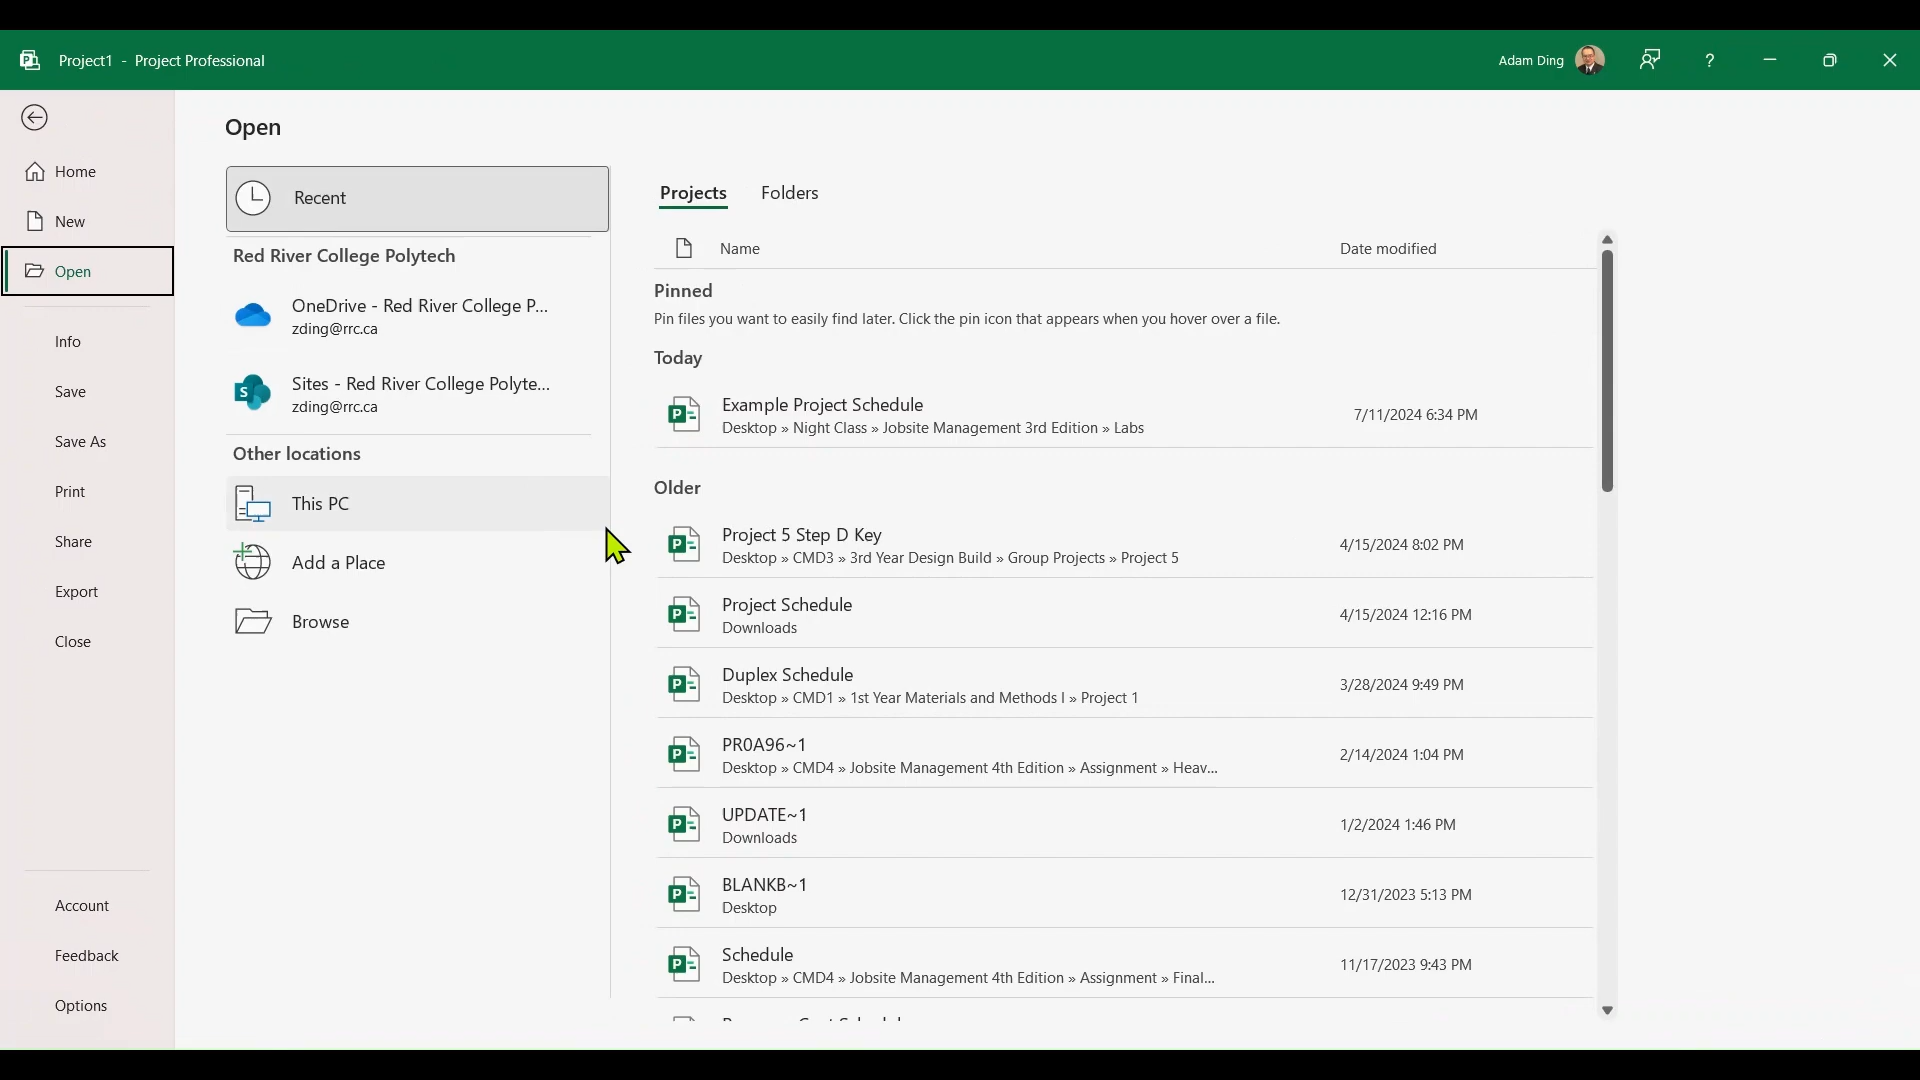 Project1 - Project Professional
Adam Ding
?
Open
Home
New
Open
Info
Save
Save As
Print
Share
Export
Close
Account
Feedback
Options
Recent
Red River College Polytech
OneDrive - Red River College P...
zding@rrc.ca
Sites - Red River College Polyte...
zding@rrc.ca
Other locations
This PC
Add a Place
Browse
Projects Folders
Name Date modified
Pinned
Pin files you want to easily find later. Click the pin icon that appears when you hover over a file.
Today
Example Project Schedule
Desktop » Night Class » Jobsite Management 3rd Edition » Labs
7/11/2024 6:34 PM
Older
Project 5 Step D Key
Desktop » CMD3 » 3rd Year Design Build » Group Projects » Project 5
4/15/2024 8:02 PM
Project Schedule
Downloads
4/15/2024 12:16 PM
Duplex Schedule
Desktop » CMD1 » 1st Year Materials and Methods I » Project 1
3/28/2024 9:49 PM
PR0A96~1
Desktop » CMD4 » Jobsite Management 4th Edition » Assignment » Heav...
2/14/2024 1:04 PM
UPDATE~1
Downloads
1/2/2024 1:46 PM
BLANKB~1
Desktop
12/31/2023 5:13 PM
Schedule
Desktop » CMD4 » Jobsite Management 4th Edition » Assignment » Final...
11/17/2023 9:43 PM